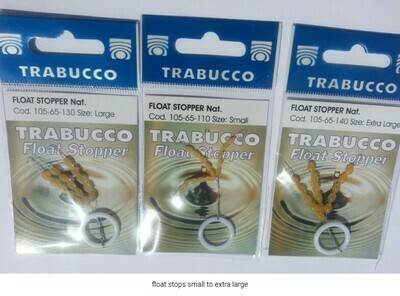 TRABUCCO
FLOAT STOPPER Nat.
Cod. 105-65-130 Size: Large
TRABUCCO
Float Stopper
TRABUCCO
FLOAT STOPPER Nat.
Cod. 105-65-110 Size: Small
TRABUCCO
Float Stopper
TRABUCCO
FLOAT STOPPER Nat.
Cod. 105-65-140 Size: Extra Large
TRABUCCO
Float Stopper
float stops small to extra large